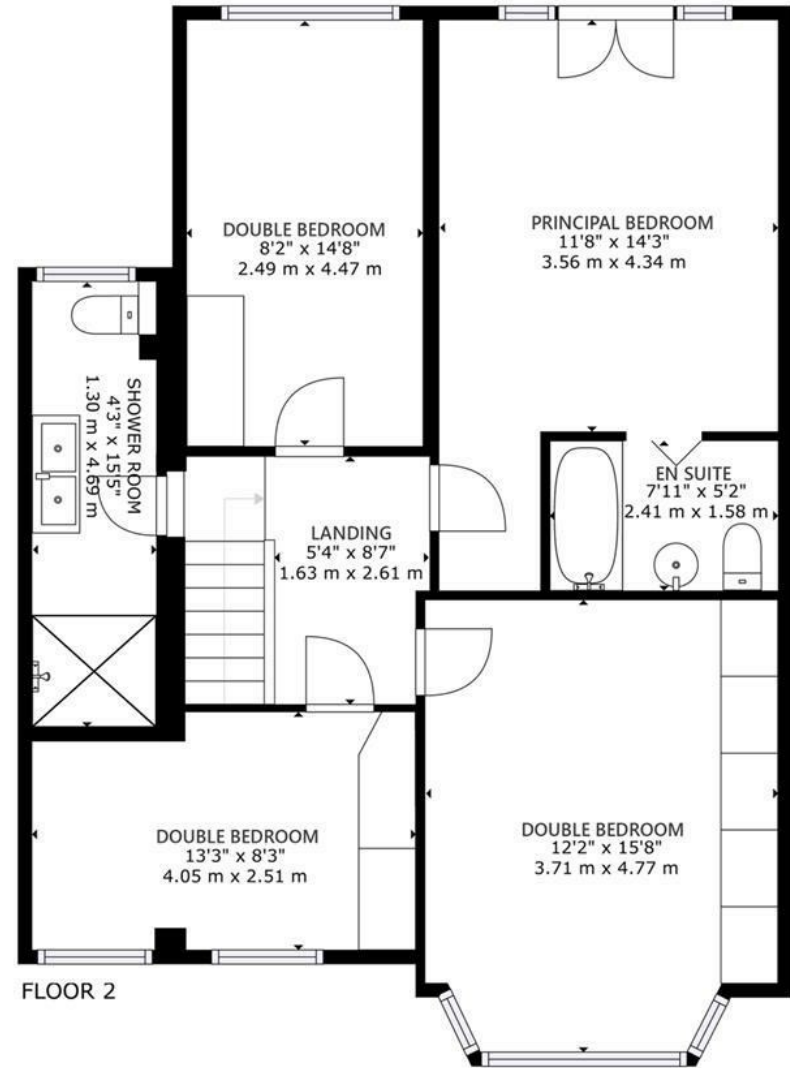 DOUBLE BEDROOM
8'2" x 14'8"
2.49 m x 4.47 m
PRINCIPAL BEDROOM
11'8" x 14'3"
3.56 m x 4.34 m
SHOWER ROOM
4'3" x 15'5"
1.30 m x 4.69 m
LANDING
5'4" x 8'7"
1.63 m x 2.61 m
EN SUITE
7'11" x 5'2"
2.41 m x 1.58 m
DOUBLE BEDROOM
13'3" x 8'3"
4.05 m x 2.51 m
DOUBLE BEDROOM
12'2" x 15'8"
3.71 m x 4.77 m
FLOOR 2